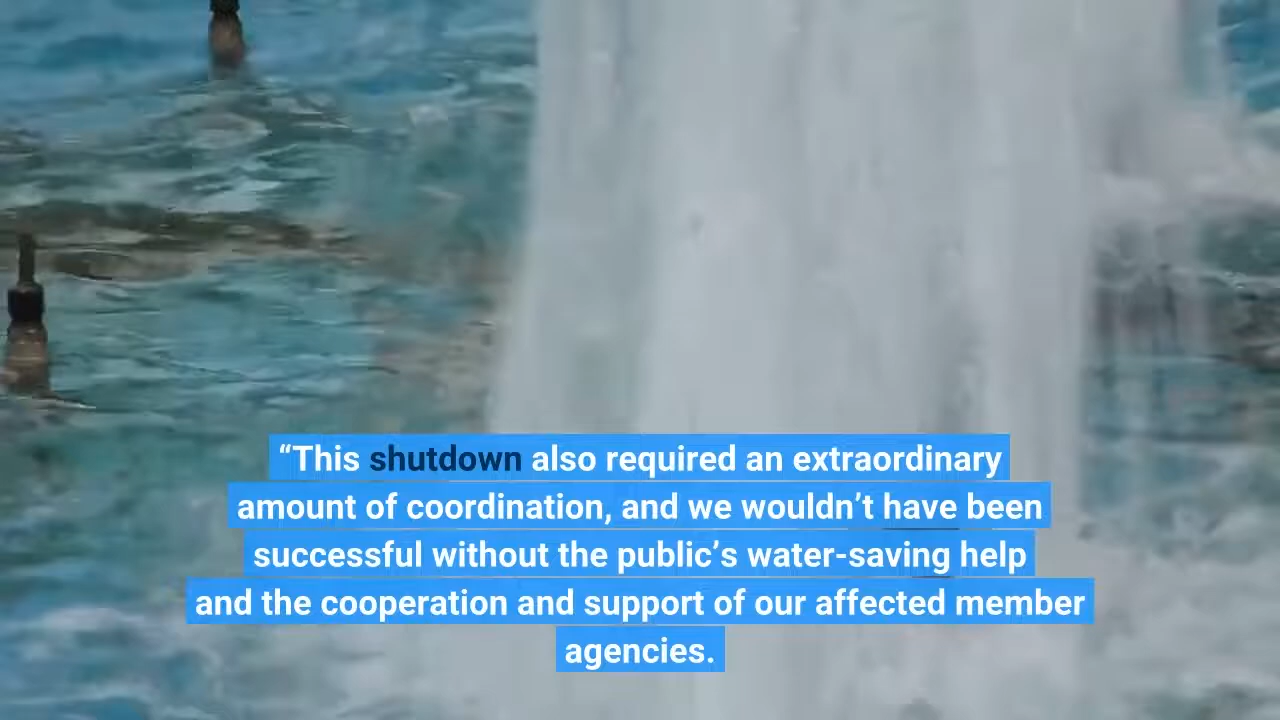 “This shutdown also required an extraordinary
amount of coordination, and we wouldn’t have been
successful without the public’s water-saving help
and the cooperation and support of our affected member
agencies.